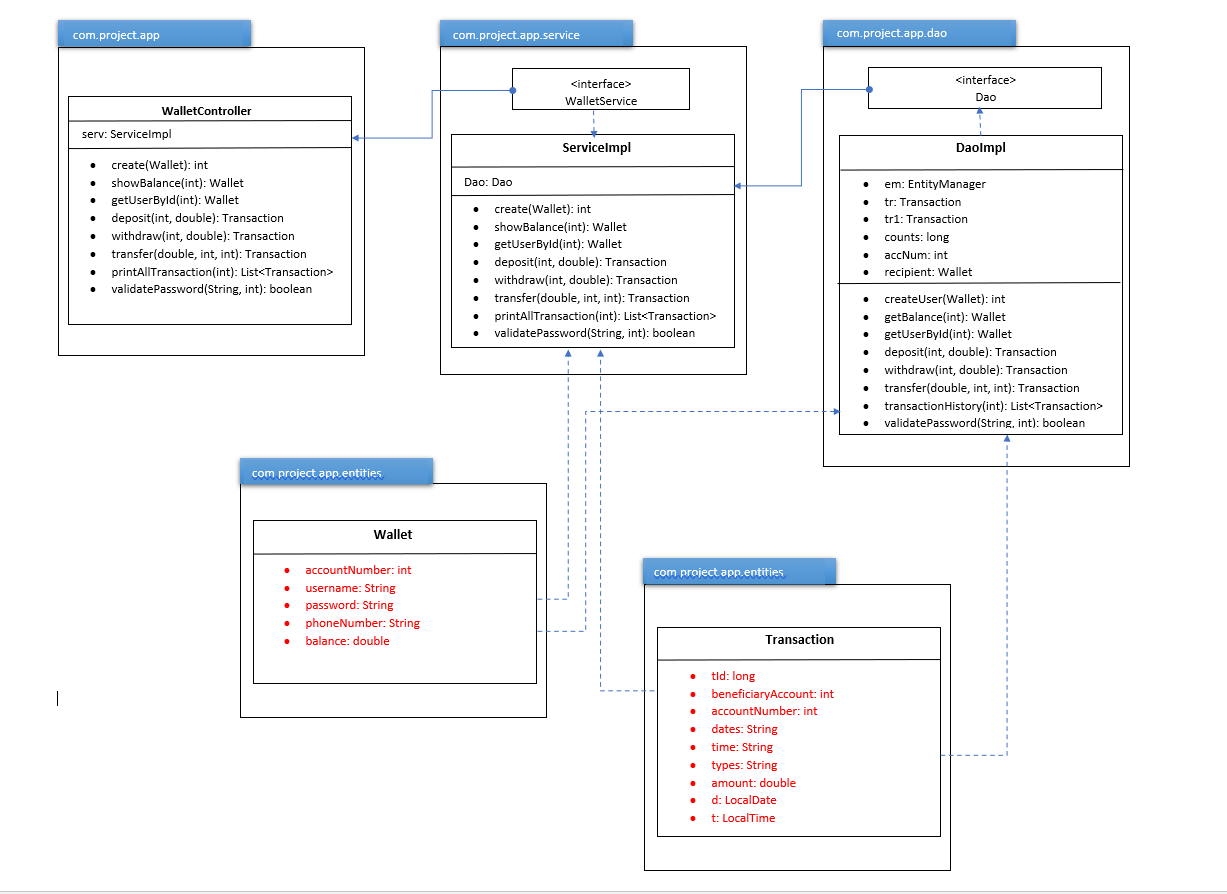 com.project.app
WalletController
serv: ServiceImpl
create(Wallet): int
showBalance(int): Wallet
getUserById(int): Wallet
deposit(int, double): Transaction
withdraw(int, double): Transaction
transfer(double, int, int): Transaction
printAllTransaction(int): List<Transaction>
validatePassword(String, int): boolean
com.project.app.service
<interface>
WalletService
ServiceImpl
Dao: Dao
create(Wallet): int
showBalance(int): Wallet
getUserById(int): Wallet
deposit(int, double): Transaction
withdraw(int, double): Transaction
transfer(double, int, int): Transaction
printAllTransaction(int): List<Transaction>
validatePassword(String, int): boolean
com.project.app.dao
<interface>
Dao
DaoImpl
em: EntityManager
tr: Transaction
tr1: Transaction
counts: long
accNum: int
recipient: Wallet
createUser(Wallet): int
getBalance(int): Wallet
getUserById(int): Wallet
deposit(int, double): Transaction
withdraw(int, double): Transaction
transfer(double, int, int): Transaction
transactionHistory(int): List<Transaction>
validatePassword(String, int): boolean
com.project.app.entities
Wallet
accountNumber: int
username: String
password: String
phoneNumber: String
balance: double
com.project.app.entities
Transaction
tId: long
beneficiaryAccount: int
accountNumber: int
dates: String
time: String
types: String
amount: double
d: LocalDate
t: LocalTime